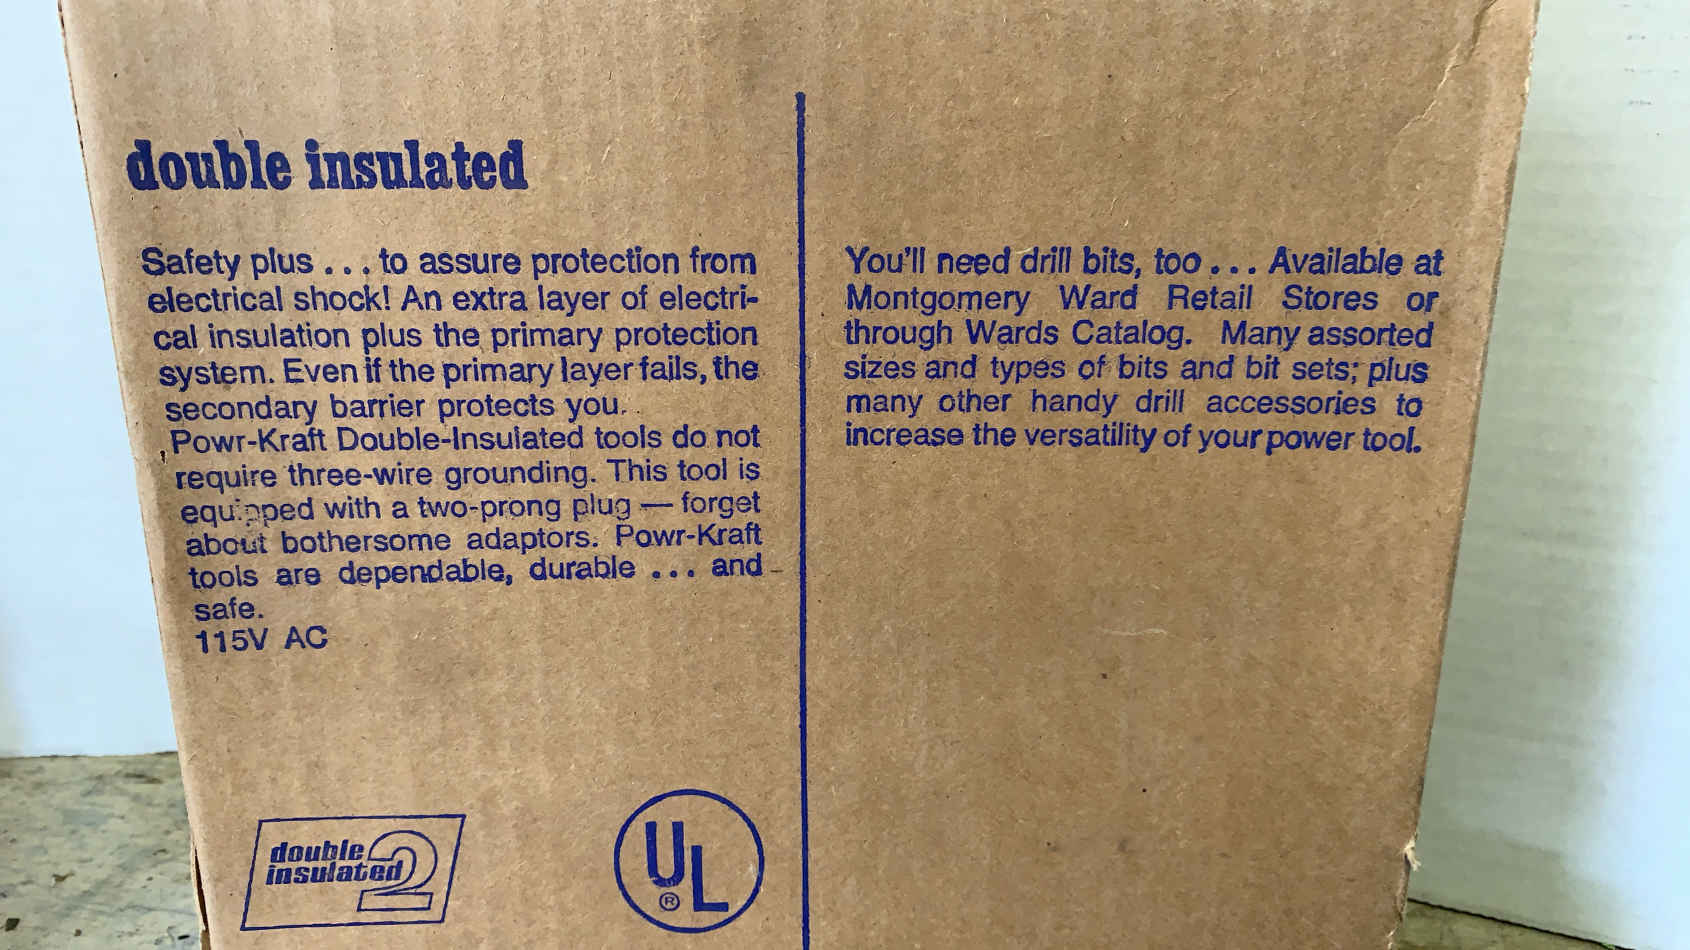 double insulated
Safety plus . . . to assure protection from
electrical shock! An extra layer of electri-
cal insulation plus the primary protection
system. Even if the primary layer fails, the
secondary barrier protects you.
Powr-Kraft Double-Insulated tools do not
require three-wire grounding. This tool is
equipped with a two-prong plug — forget
about bothersome adaptors. Powr-Kraft
tools are dependable, durable . . . and
safe.
115V AC
double
insulated 2
UL
®
You'll need drill bits, too . . . Available at
Montgomery Ward Retail Stores or
through Wards Catalog. Many assorted
sizes and types of bits and bit sets; plus
many other handy drill accessories to
increase the versatility of your power tool.